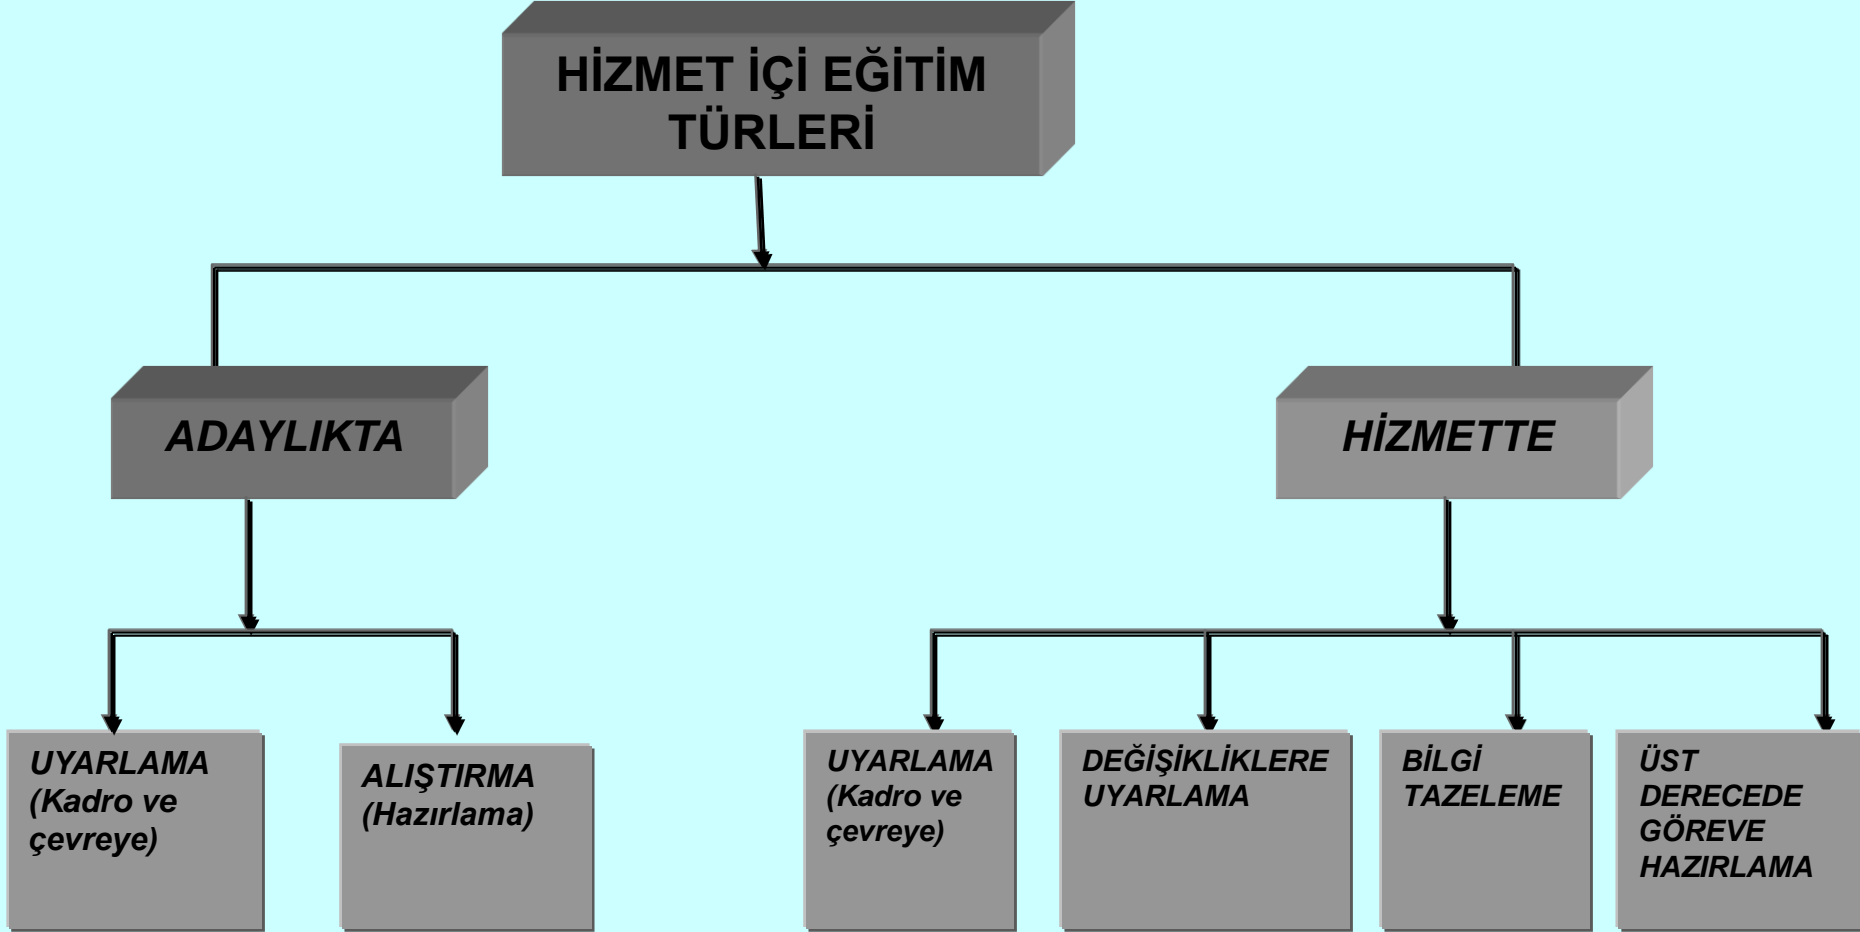 HİZMET İÇİ EĞİTİM
TÜRLERİ
ADAYLIKTA
HİZMETTE
UYARLAMA
(Kadro ve
çevreye)
ALIŞTIRMA
(Hazırlama)
UYARLAMA
(Kadro ve
çevreye)
DEĞİŞİKLİKLERE
UYARLAMA
BİLGİ
TAZELEME
ÜST
DERECEDE
GÖREVE
HAZIRLAMA